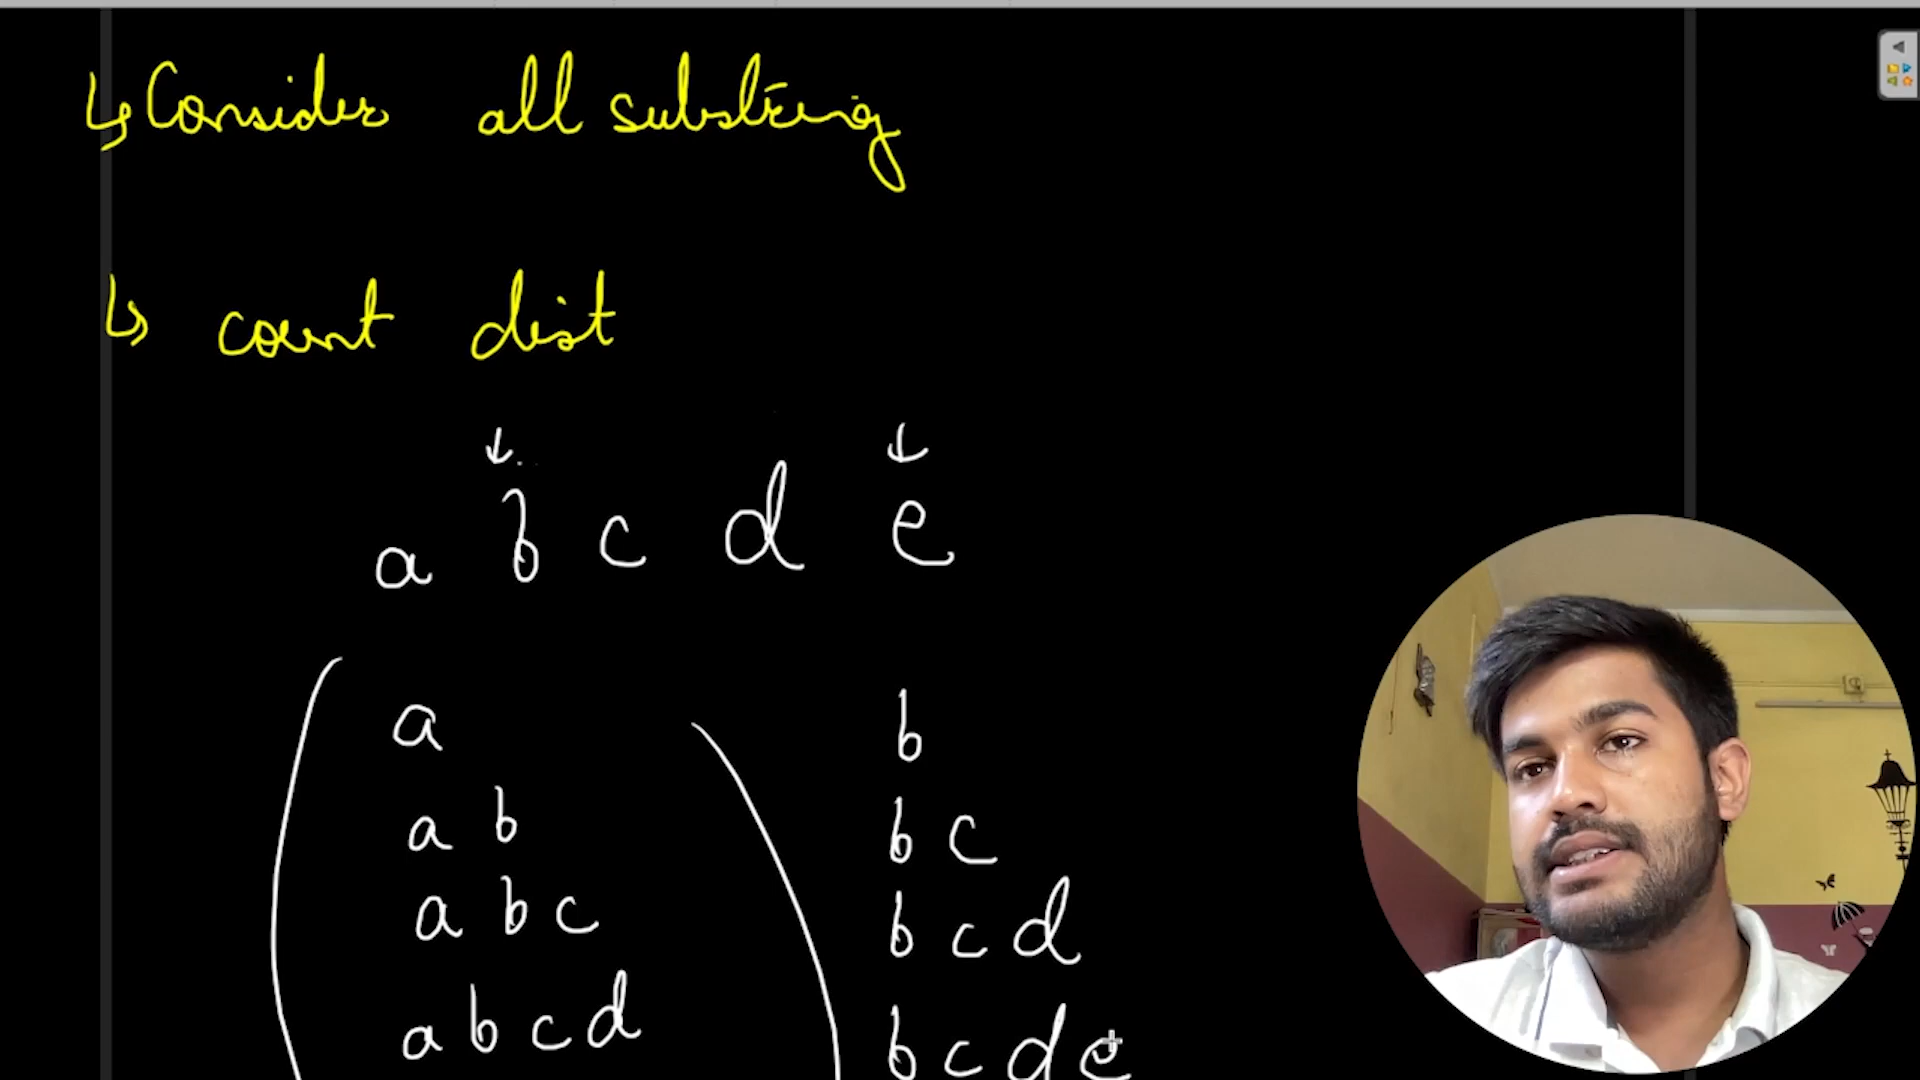 ↳ Consider all substring
↳ count dist
a b c d e
a
a b
a b c
a b c d
b
b c
b c d
b c d e